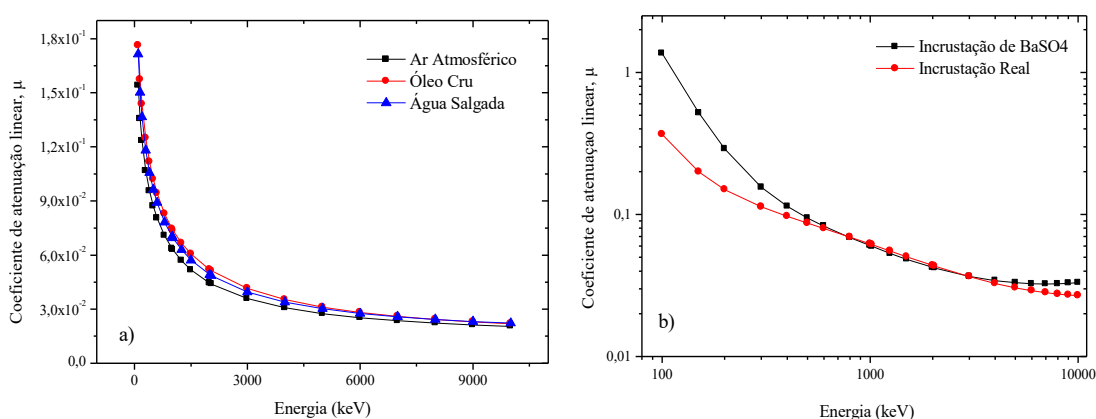 Coeficiente de atenuação linear, μ
1,8x10⁻¹
1,5x10⁻¹
1,2x10⁻¹
9,0x10⁻²
6,0x10⁻²
3,0x10⁻²
0,0
Ar Atmosférico
Óleo Cru
Água Salgada
a)
0 3000 6000 9000
Energia (keV)
Coeficiente de atenuaçao linear, μ
1
0,1
0,01
Incrustação de BaSO4
Incrustação Real
b)
100 1000 10000
Energia (keV)